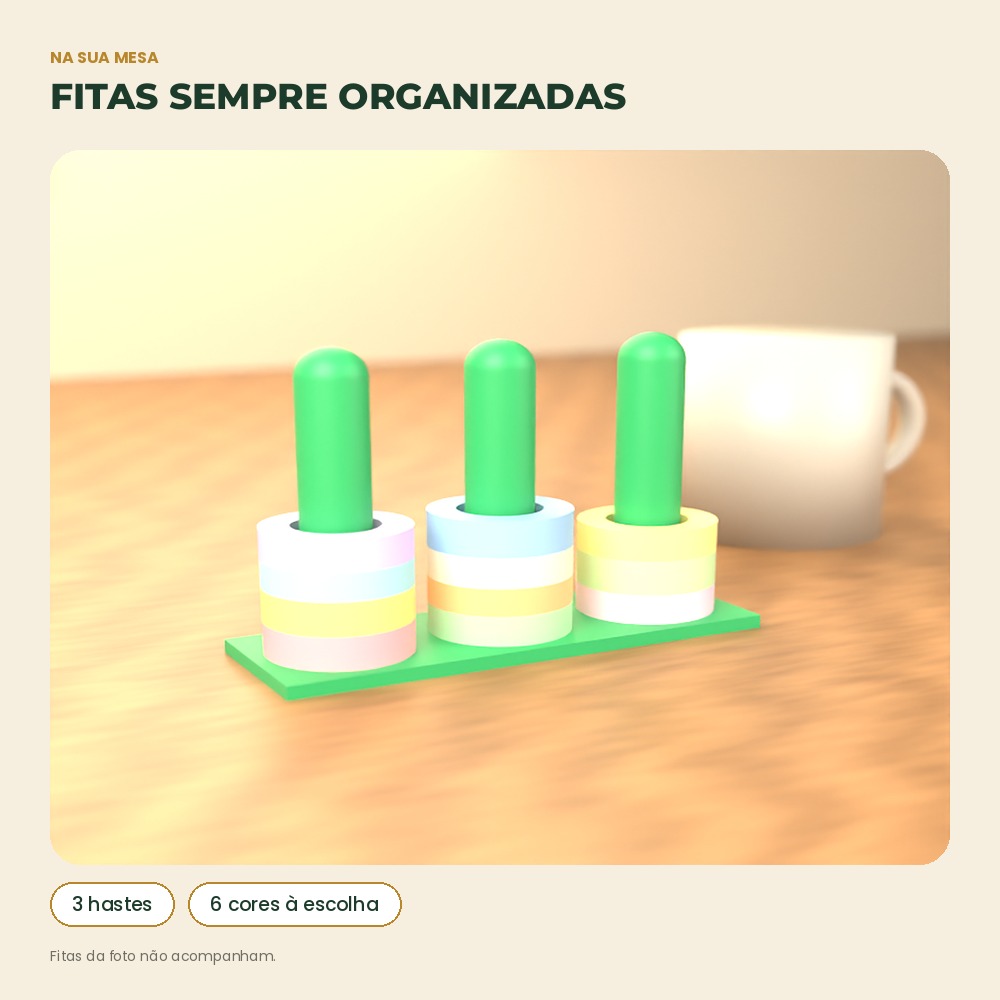 NA SUA MESA
FITAS SEMPRE ORGANIZADAS
3 hastes
6 cores à escolha
Fitas da foto não acompanham.